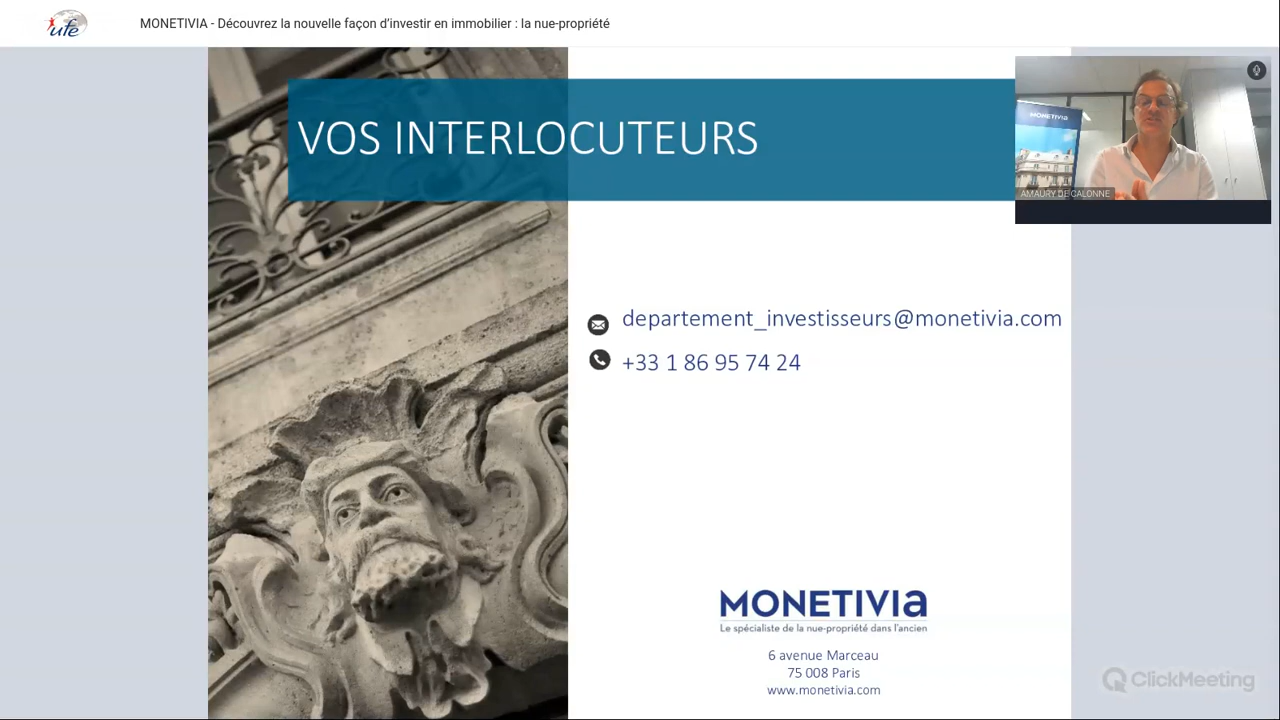 ufe
MONETIVIA - Découvrez la nouvelle façon d’investir en immobilier : la nue-propriété
VOS INTERLOCUTEURS
MONETIVIA
AMAURY DE CALONNE
departement_investisseurs@monetivia.com
+33 1 86 95 74 24
MONETIVIa
Le spécialiste de la nue-propriété dans l'ancien
6 avenue Marceau
75 008 Paris
www.monetivia.com
ClickMeeting